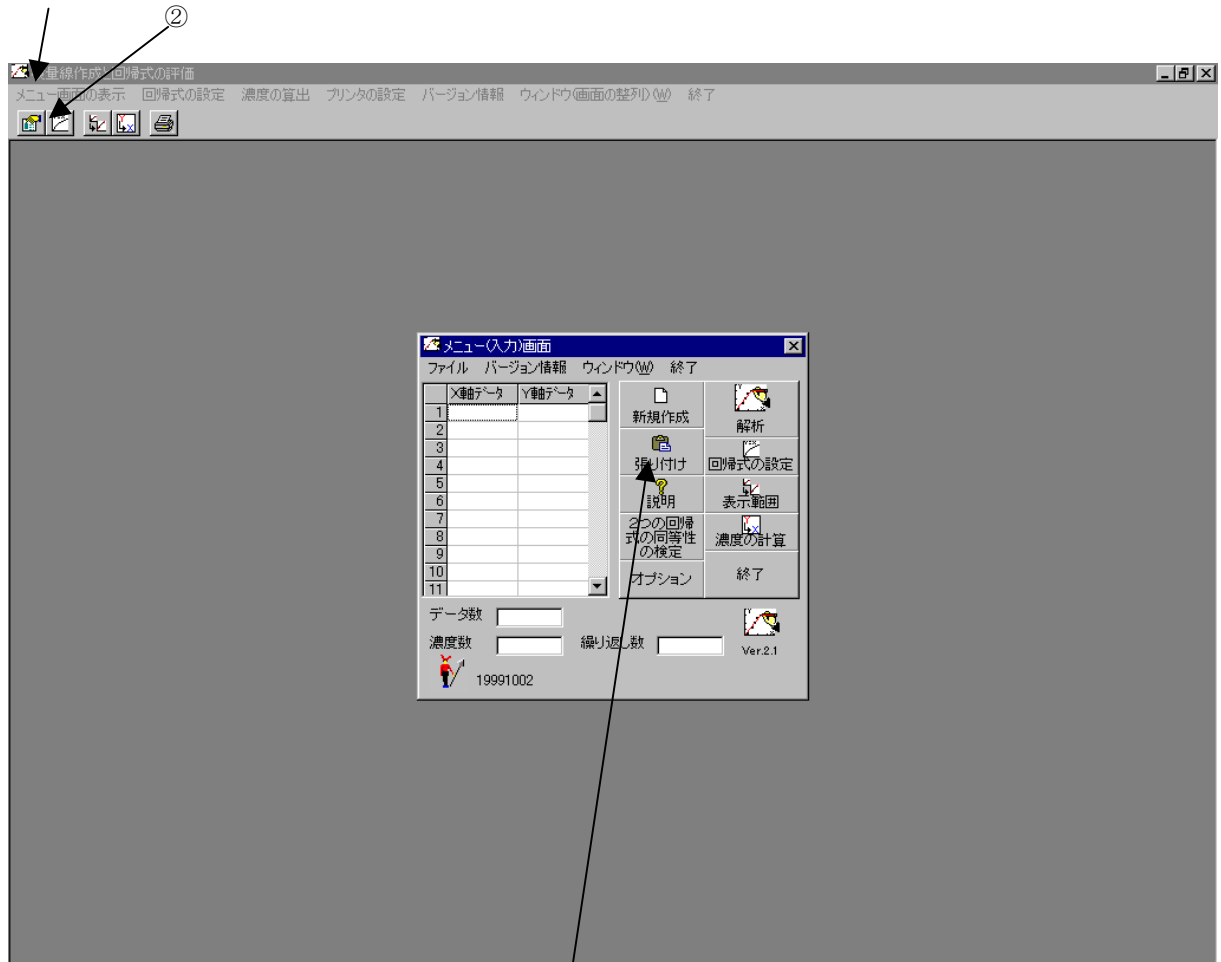 ②
量線作成と回帰式の評価
メニュー画面の表示 回帰式の設定 濃度の算出 プリンタの設定 バージョン情報 ウィンドウ(画面の整列)(W) 終了
メニュー(入力)画面
ファイル バージョン情報 ウィンドウ(W) 終了
X軸データ Y軸データ
1
2
3
4
5
6
7
8
9
10
11
新規作成
解析
張り付け
回帰式の設定
説明
表示範囲
2つの回帰
式の同等性
の検定
濃度の計算
オプション
終了
データ数
濃度数 繰り返し数
Ver.2.1
19991002